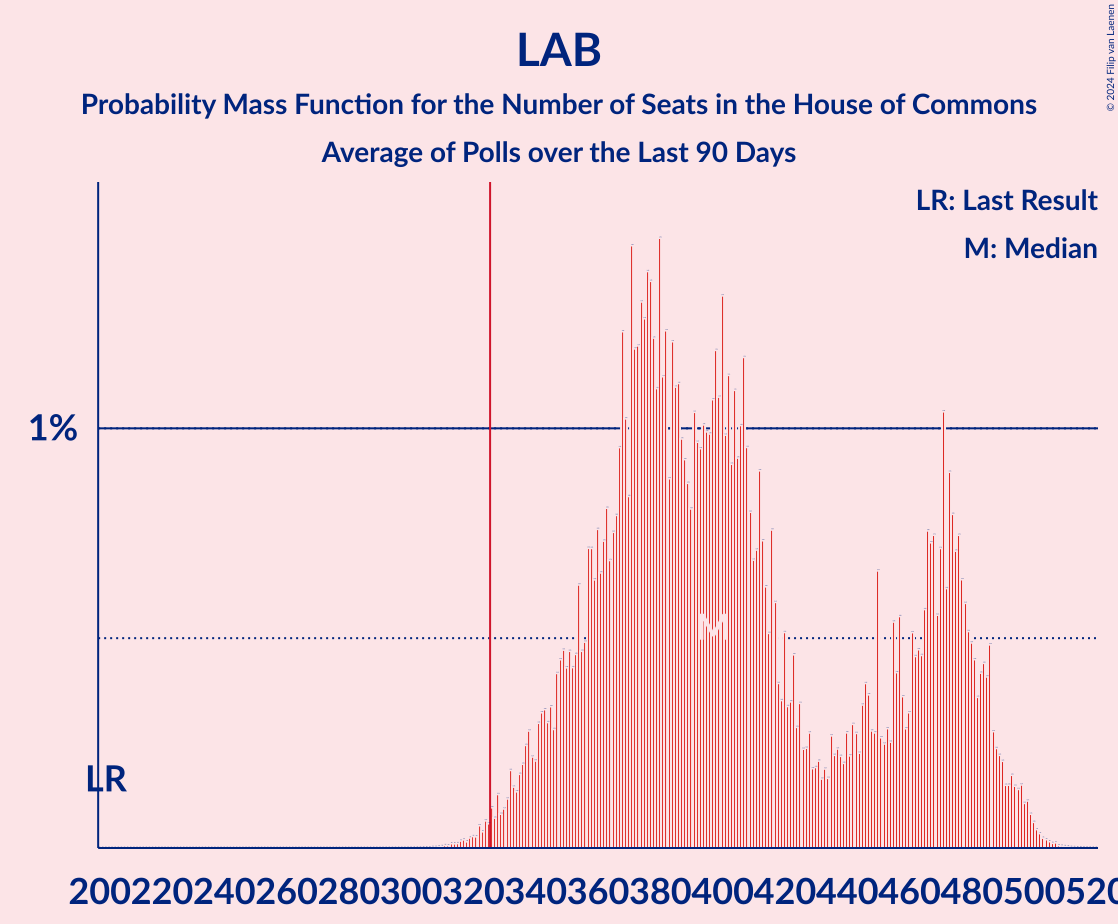 LAB
Probability Mass Function for the Number of Seats in the House of Commons
Average of Polls over the Last 90 Days
© 2024 Filip van Laenen
LR: Last Result
M: Median
1%
M
LR
200220240260280300320340360380400420440460480500520